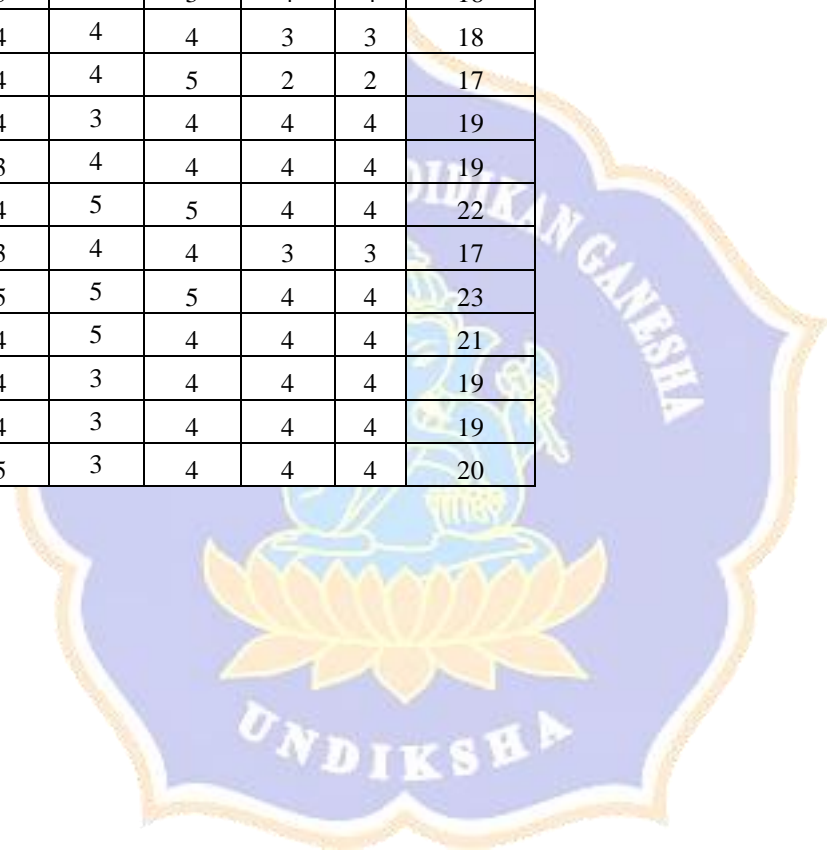 4 4 4 3 3 18
4 4 5 2 2 17
4 3 4 4 4 19
3 4 4 4 4 19
4 5 5 4 4 22
3 4 4 3 3 17
5 5 5 4 4 23
4 5 4 4 4 21
4 3 4 4 4 19
4 3 4 4 4 19
5 3 4 4 4 20
DIDIKAN GANESHA
UNDIKSHA